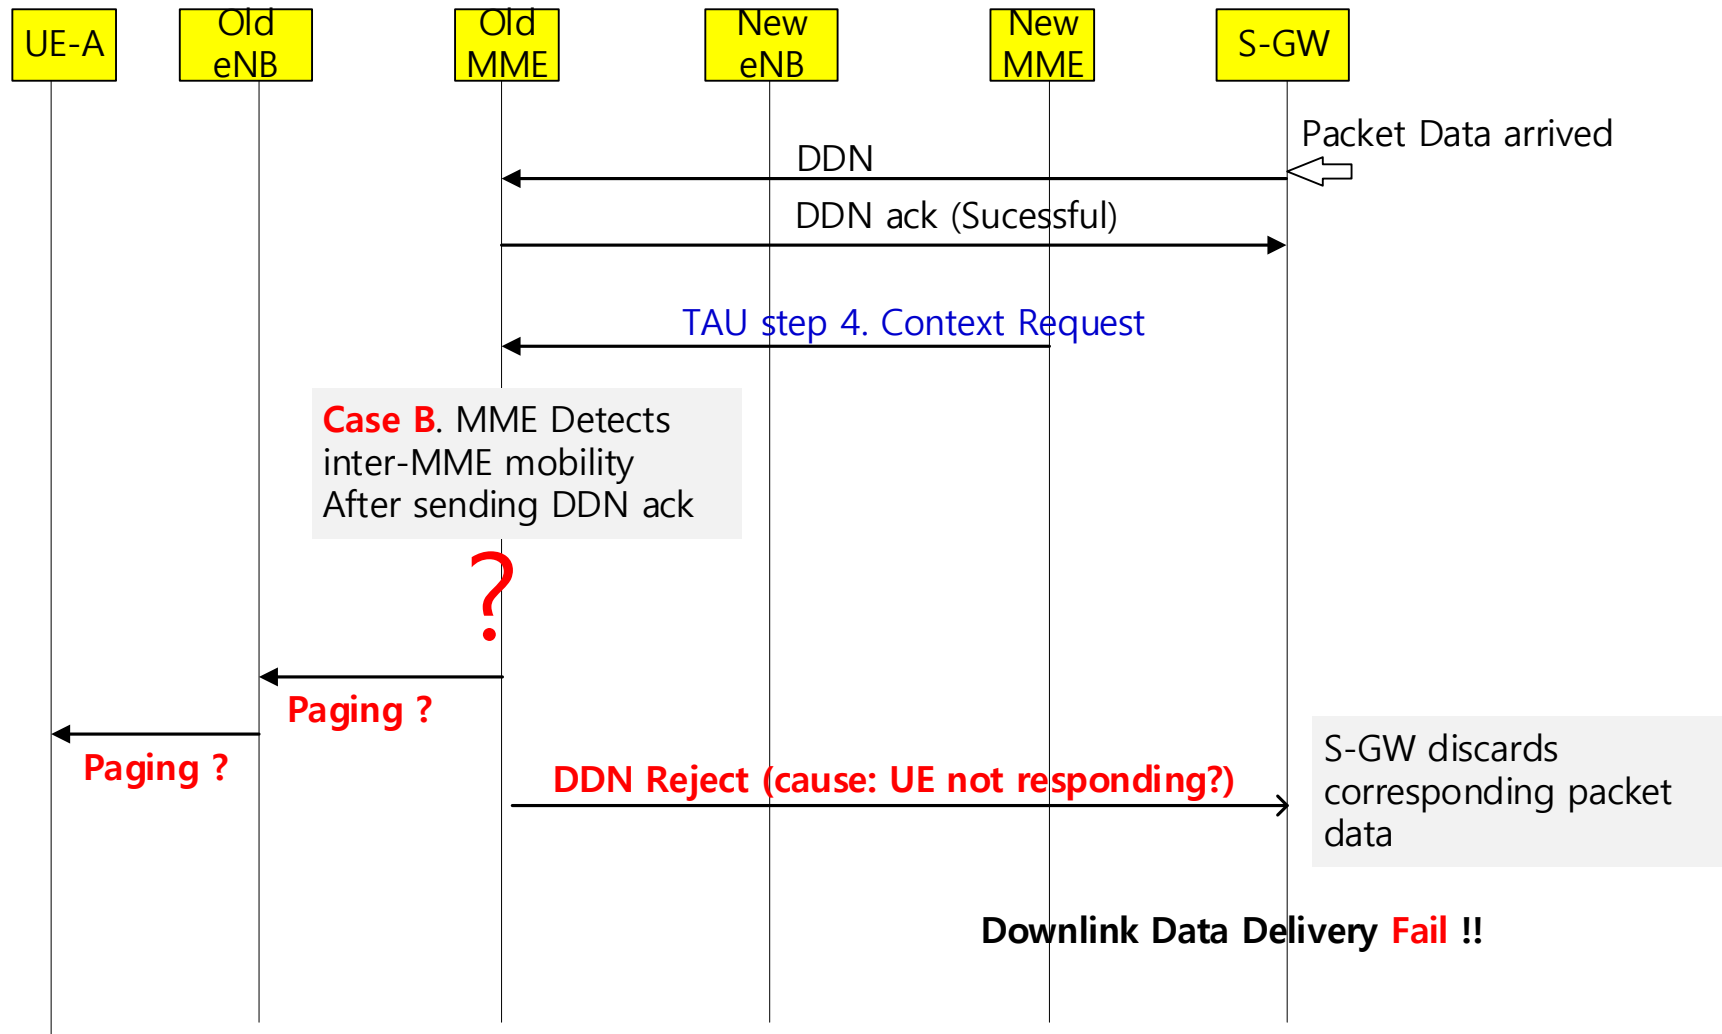 UE-A
Old
eNB
Old
MME
New
eNB
New
MME
S-GW
Packet Data arrived
DDN
DDN ack (Sucessful)
TAU step 4. Context Request
Case B. MME Detects
inter-MME mobility
After sending DDN ack
?
Paging ?
Paging ?
DDN Reject (cause: UE not responding?)
S-GW discards
corresponding packet
data
Downlink Data Delivery Fail !!